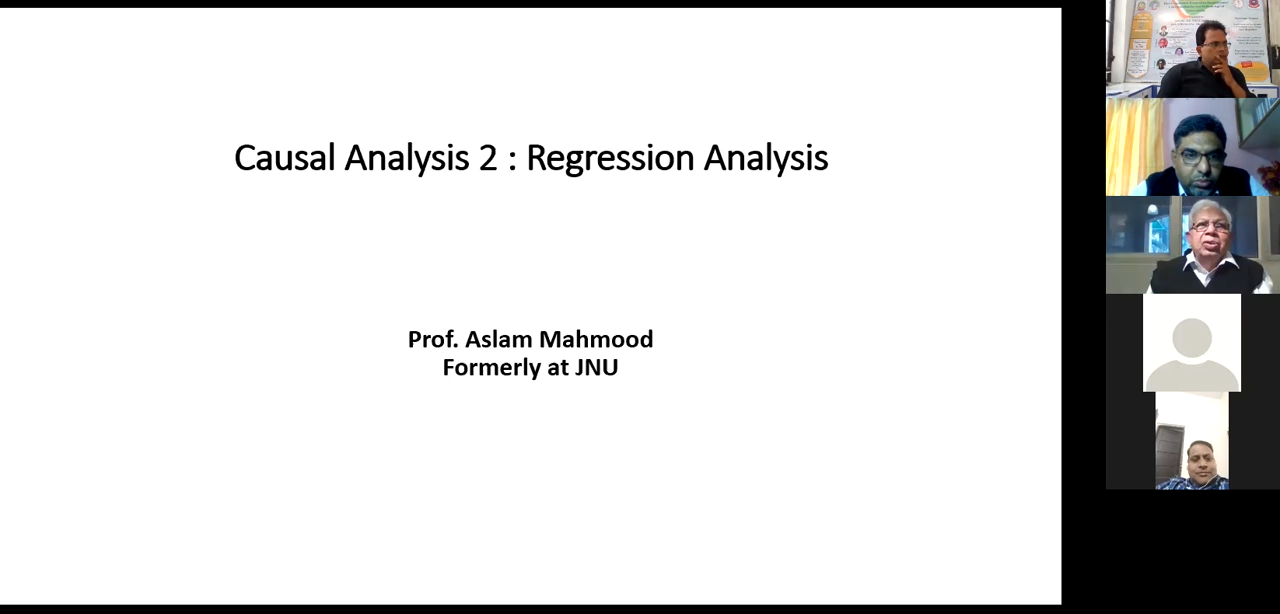 Causal Analysis 2 : Regression Analysis
Prof. Aslam Mahmood
Formerly at JNU